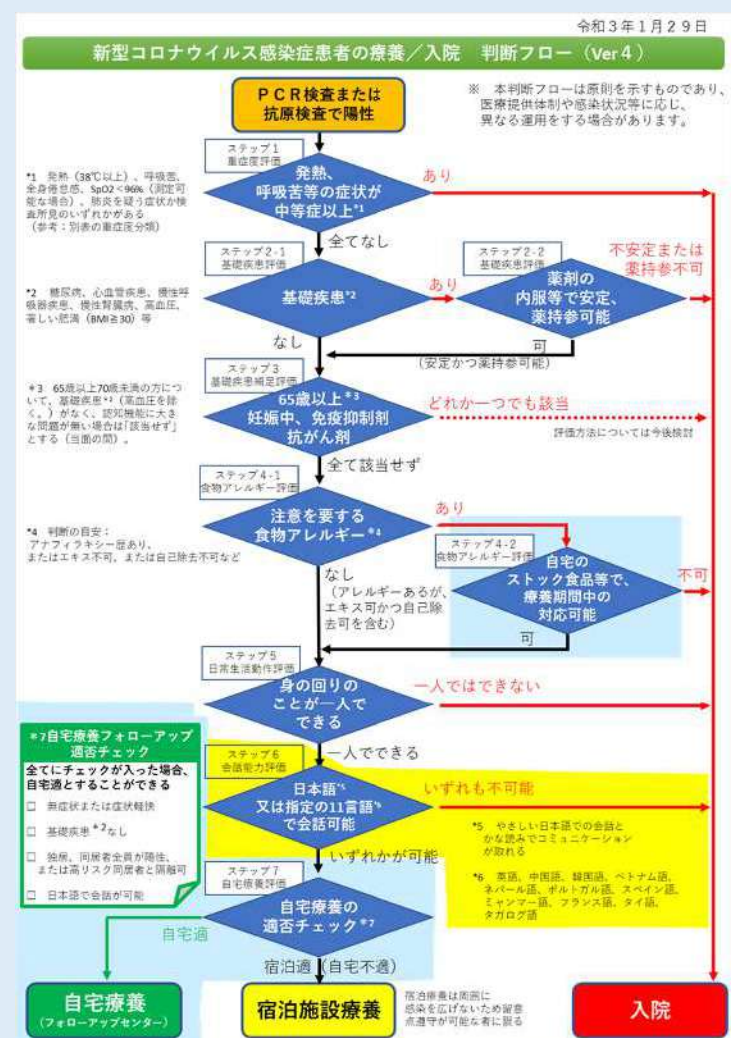 令和３年１月２９日
新型コロナウイルス感染症患者の療養／入院　判断フロー（Ver４）
ＰＣＲ検査または
抗原検査で陽性
※　本判断フローは原則を示すものであり、
医療提供体制や感染状況等に応じ、
異なる運用をする場合があります。
ステップ１
重症度評価
発熱、
呼吸苦等の症状が
中等症以上*1
あり
*1　発熱（38℃以上）、呼吸苦、
全身倦怠感、SpO2＜96%（測定可
能な場合）、肺炎を疑う症状か検
査所見のいずれかがある
（参考：別表の重症度分類）
全てなし
ステップ２-１
基礎疾患評価
基礎疾患*2
あり
ステップ２-２
基礎疾患評価
薬剤の
内服等で安定、
薬持参可能
不安定または
薬持参不可
*2　糖尿病、心血管疾患、慢性呼
吸器疾患、慢性腎臓病、高血圧、
著しい肥満（BMI≧30）等
なし
可
（安定かつ薬持参可能）
ステップ３
基礎疾患補足評価
65歳以上*3
妊娠中、免疫抑制剤
抗がん剤
どれか一つでも該当
評価方法については今後検討
＊3　65歳以上70歳未満の方につ
いて、基礎疾患*2（高血圧を除
く。）がなく、認知機能に大き
な問題が無い場合は「該当せず」
とする（当面の間）。
全て該当せず
ステップ４-１
食物アレルギー評価
注意を要する
食物アレルギー*4
あり
*4　判断の目安：
アナフィラキシー歴あり、
またはエキス不可、または自己除去不可など
ステップ４-２
食物アレルギー評価
自宅の
ストック食品等で、
療養期間中の
対応可能
不可
なし
（アレルギーあるが、
エキス可かつ自己除
去可を含む）
可
ステップ５
日常生活動作評価
身の回りの
ことが一人で
できる
一人ではできない
一人でできる
＊7自宅療養フォローアップ
適否チェック
全てにチェックが入った場合、
自宅適とすることができる
□　無症状または症状軽快
□　基礎疾患＊2なし
□　独居、同居者全員が陽性、
または高リスク同居者と隔離可
□　日本語で会話が可能
ステップ６
会話能力評価
日本語*5
又は指定の11言語*6
で会話可能
いずれも不可能
*5　やさしい日本語での会話と
かな読みでコミュニケーション
が取れる
*6　英語、中国語、韓国語、ベトナム語、
ネパール語、ポルトガル語、スペイン語、
ミャンマー語、フランス語、タイ語、
タガログ語
いずれかが可能
ステップ７
自宅療養評価
自宅療養の
適否チェック*7
自宅適
宿泊適（自宅不適）
自宅療養
（フォローアップセンター）
宿泊施設療養
宿泊療養は周囲に
感染を広げないため留意
点遵守が可能な者に限る
入院